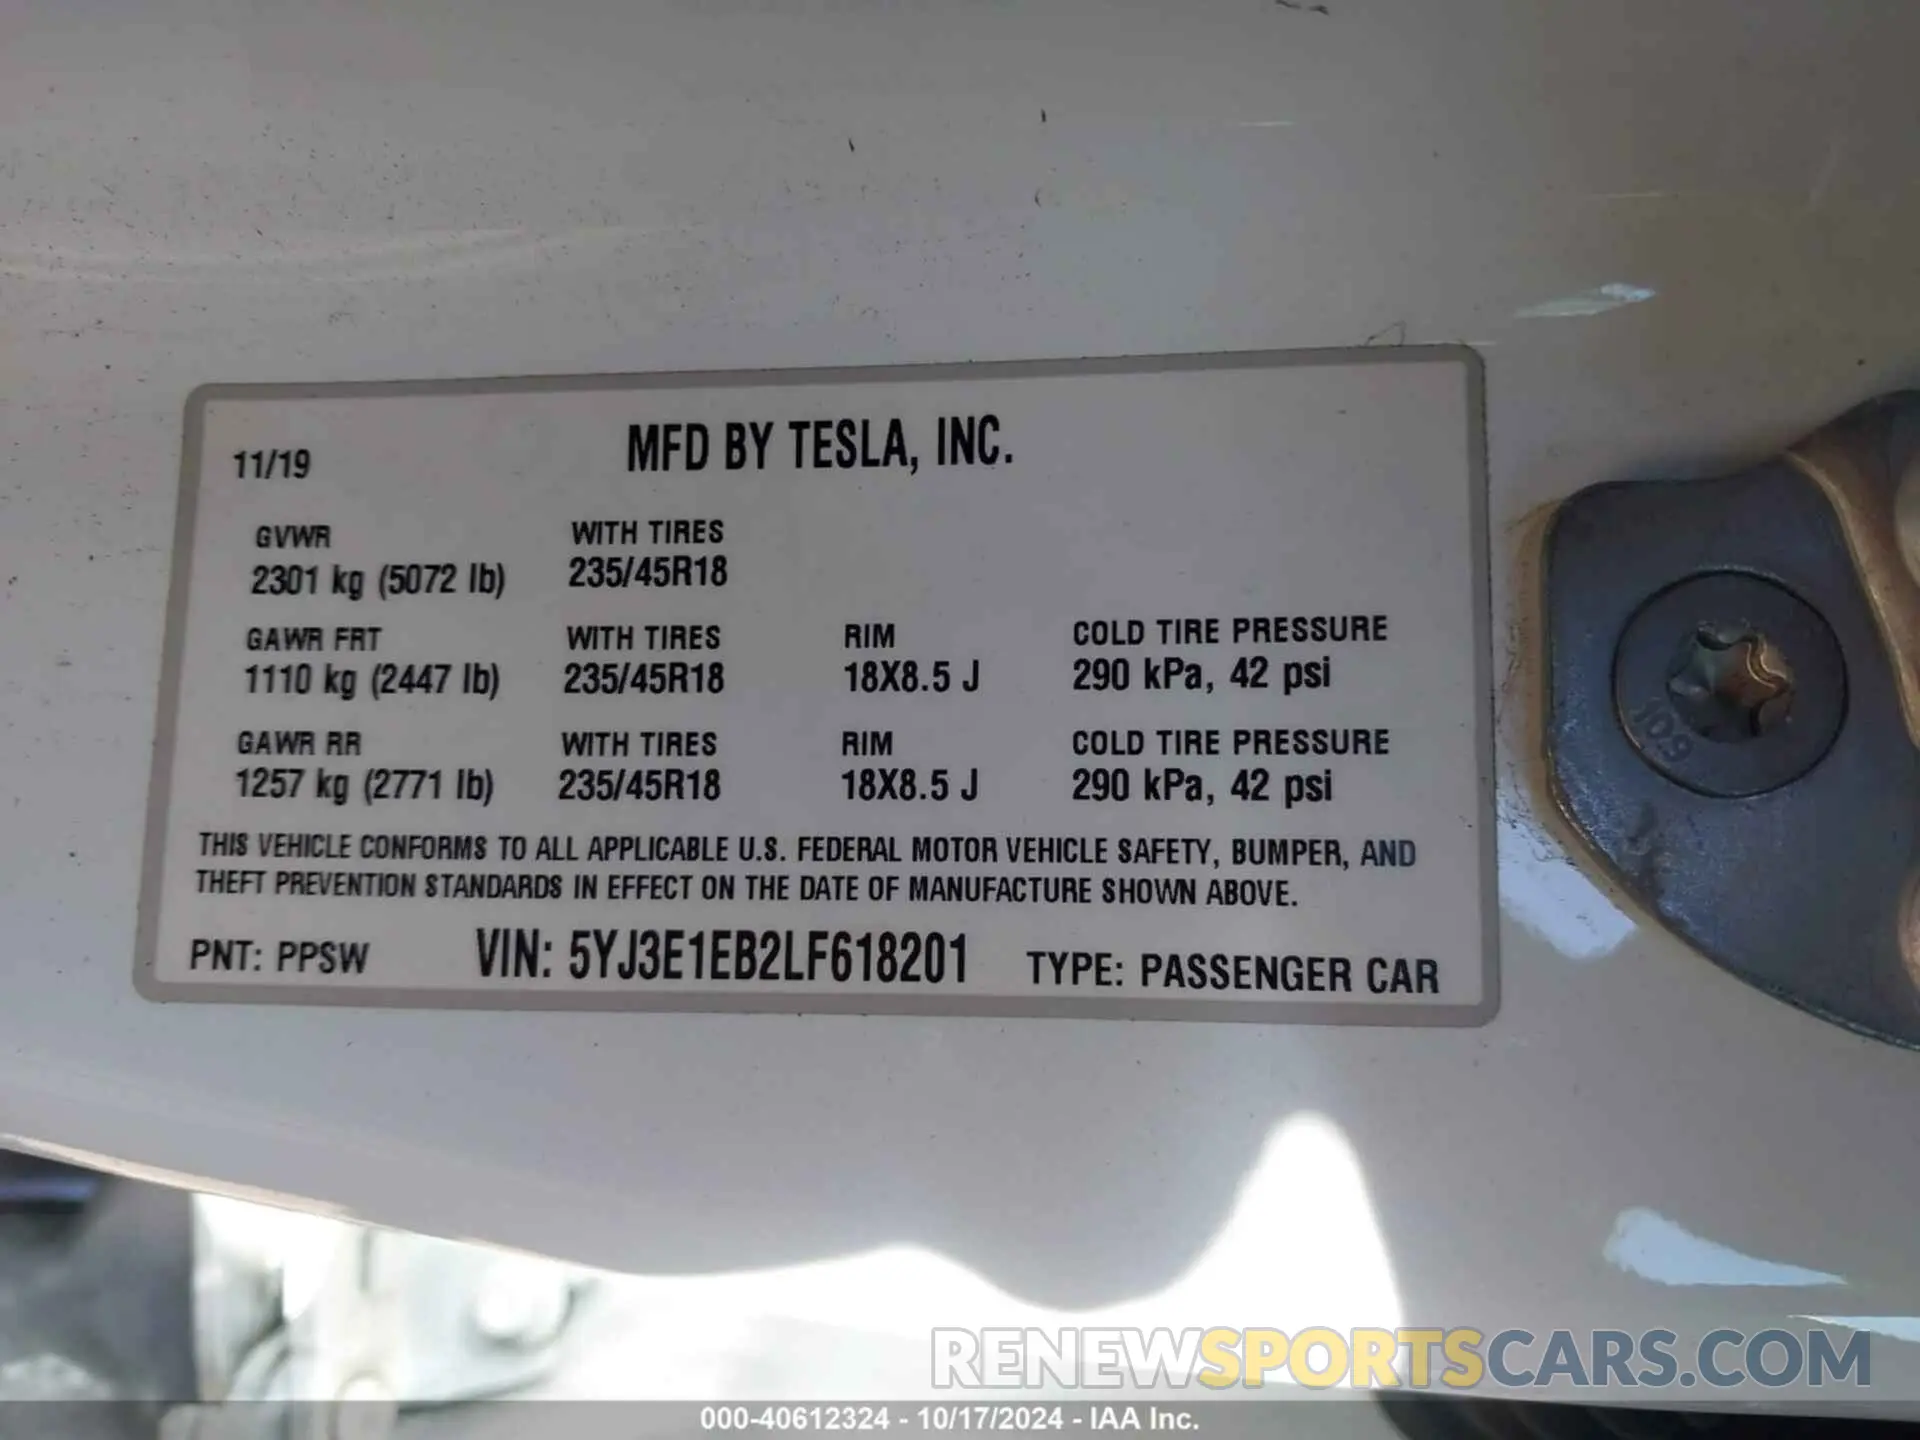 11/19 MFD BY TESLA, INC.
GVWR WITH TIRES
2301 kg (5072 lb) 235/45R18
GAWR FRT WITH TIRES RIM COLD TIRE PRESSURE
1110 kg (2447 lb) 235/45R18 18X8.5 J 290 kPa, 42 psi
GAWR RR WITH TIRES RIM COLD TIRE PRESSURE
1257 kg (2771 lb) 235/45R18 18X8.5 J 290 kPa, 42 psi
THIS VEHICLE CONFORMS TO ALL APPLICABLE U.S. FEDERAL MOTOR VEHICLE SAFETY, BUMPER, AND
THEFT PREVENTION STANDARDS IN EFFECT ON THE DATE OF MANUFACTURE SHOWN ABOVE.
PNT: PPSW VIN: 5YJ3E1EB2LF618201 TYPE: PASSENGER CAR
10.9
RENEWSPORTSCARS.COM
000-40612324 - 10/17/2024 - IAA Inc.